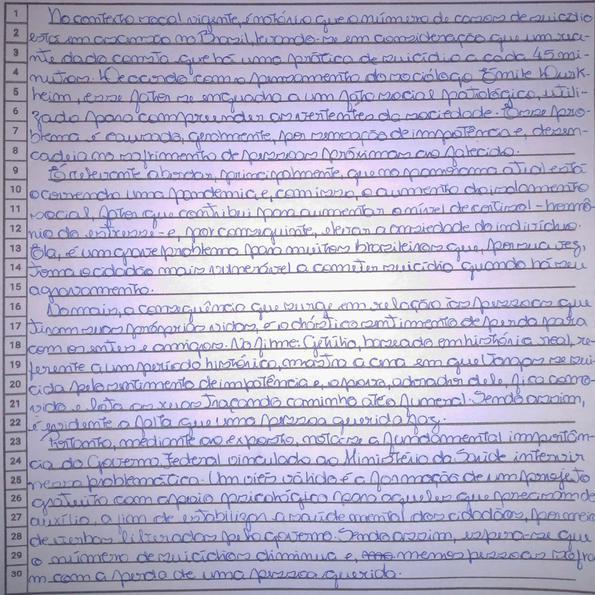 1 No contexto social vigente, é notório que o número de casos de suicídio
2 está em ascensão no Brasil, levando-se em consideração que um rea-
3 nte dado consta que há uma prática de suicídio a cada 45 mi-
4 nutos. De acordo com o pensamento do sociólogo Émile Durk-
5 heim, esse fator se enquadra a um fato social patológico, utili-
6 zado para compreender as vertentes da sociedade. Esse pro-
7 blema é causado, geralmente, por sensação de impotência e, desen-
8 cadeia no sofrimento de pessoas próximas ao falecido.
9 É relevante abordar, principalmente, que no panorama atual está
10 ocorrendo uma pandemia e, com isso, o aumento do isolamento
11 social, fator que contribui para aumentar o nível de cortisol - hormô-
12 nio do estresse - e, por conseguinte, elevar a ansiedade do indivíduo.
13 Ela, é um grave problema para muitos brasileiros que, por sua vez,
14 torna o cidadão mais vulnerável a cometer suicídio quando há seu
15 agravamento.
16 Ademais, a consequência que surge em relação às pessoas que
17 tiram suas próprias vidas, é o drástico sentimento de perda para
18 com os entes e amigos. No filme: Getúlio, baseado em história real, re-
19 ferente a um período histórico, mostra a cena em que Vargas se sui-
20 cida pelo sentimento de impotência e, após, o admirador dele, fica como-
21 vido e lota as ruas traçando caminho até o funeral. Sendo assim,
22 é evidente a falta que uma pessoa querida faz.
23 Portanto, mediante ao exposto, nota-se a fundamental importân-
24 cia do Governo Federal vinculado ao Ministério da Saúde intervir
25 nessa problemática. Um viés válido é a formação de um projeto
26 gratuito com apoio psicológico para aqueles que precisam de
27 auxílio, a fim de estabilizar a saúde mental dos cidadãos, por meio
28 de verbas liberadas pelo governo. Sendo assim, espera-se que
29 o número de suicídios diminua e, menos pessoas sofra-
30 m com a perda de uma pessoa querida.